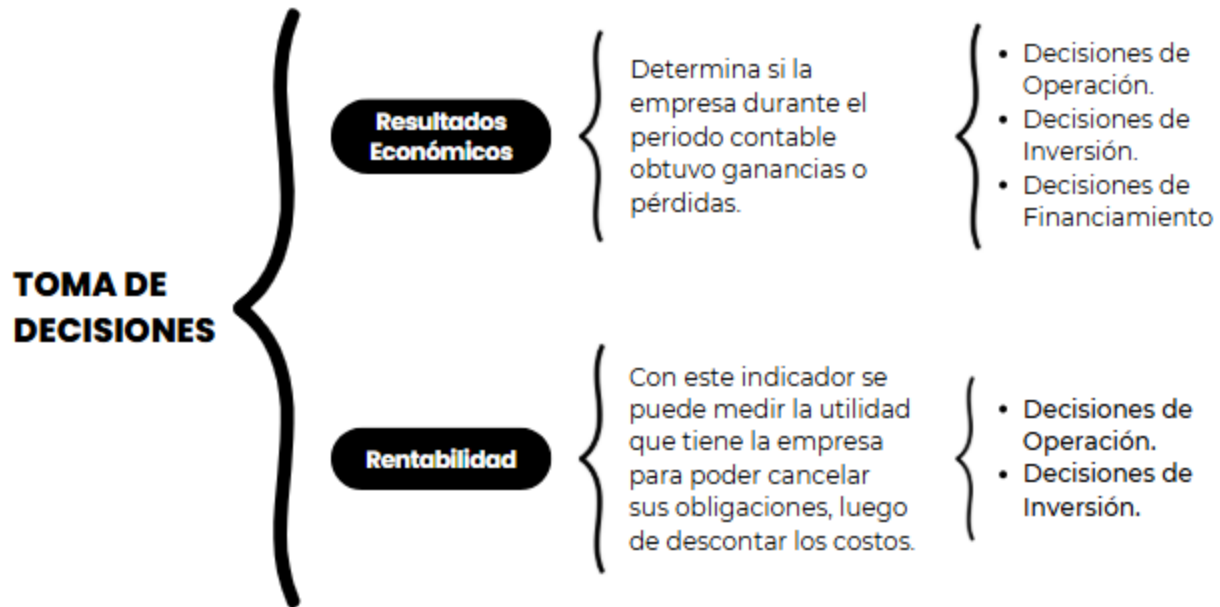 TOMA DE
DECISIONES
Resultados
Económicos
Determina si la
empresa durante el
periodo contable
obtuvo ganancias o
pérdidas.
• Decisiones de
Operación.
• Decisiones de
Inversión.
• Decisiones de
Financiamiento
Rentabilidad
Con este indicador se
puede medir la utilidad
que tiene la empresa
para poder cancelar
sus obligaciones, luego
de descontar los costos.
• Decisiones de
Operación.
• Decisiones de
Inversión.